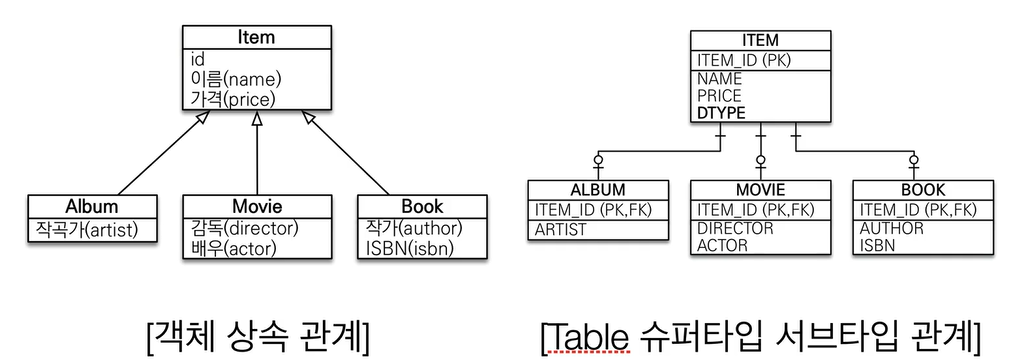 Item
id
이름(name)
가격(price)
Album
작곡가(artist)
Movie
감독(director)
배우(actor)
Book
작가(author)
ISBN(isbn)
[객체 상속 관계]
ITEM
ITEM_ID (PK)
NAME
PRICE
DTYPE
ALBUM
ITEM_ID (PK,FK)
ARTIST
MOVIE
ITEM_ID (PK,FK)
DIRECTOR
ACTOR
BOOK
ITEM_ID (PK,FK)
AUTHOR
ISBN
[Table 슈퍼타입 서브타입 관계]